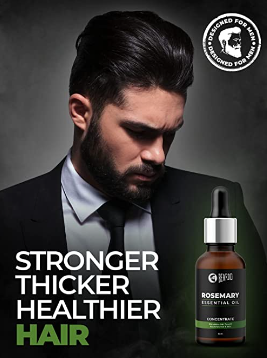 DESIGNED FOR MEN
DESIGNED FOR MEN
ROSEMARY
ESSENTIAL OIL
CONCENTRATE
STRONGER
THICKER
HEALTHIER
HAIR